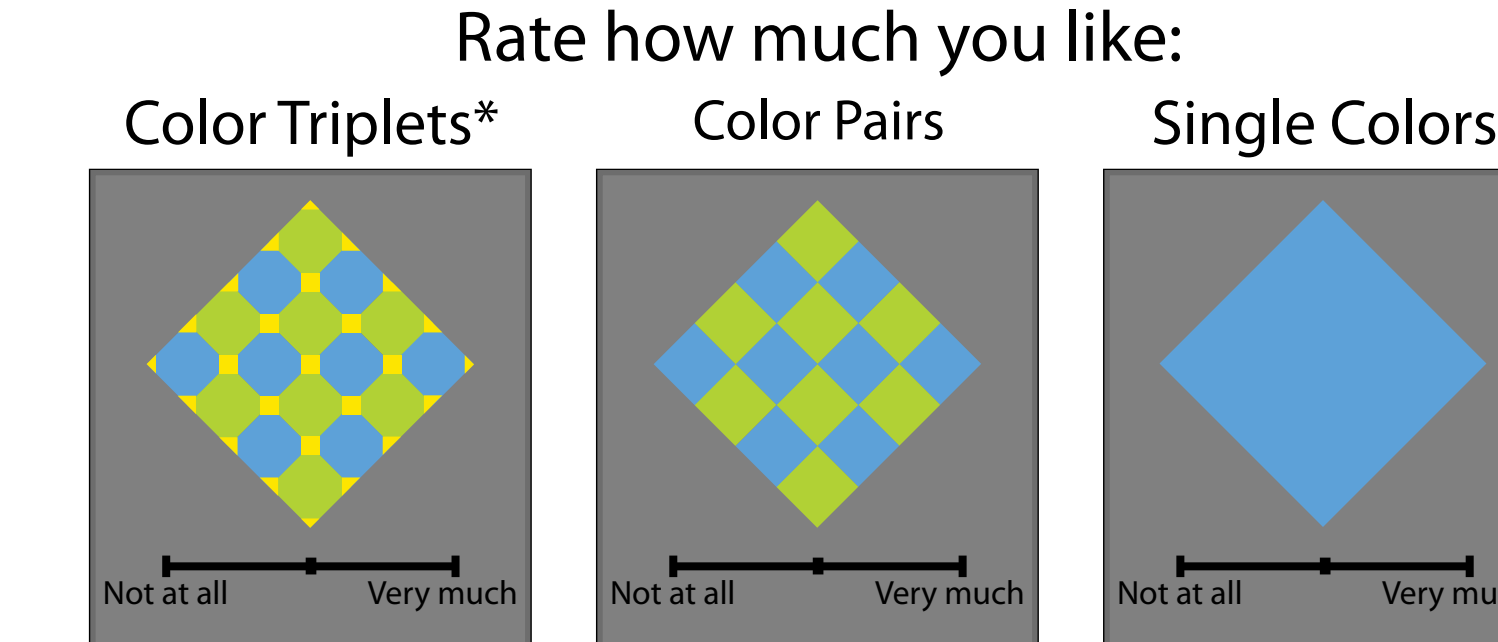 Rate how much you like:
Color Triplets* Color Pairs Single Colors
Not at all Very much Not at all Very much Not at all Very mu